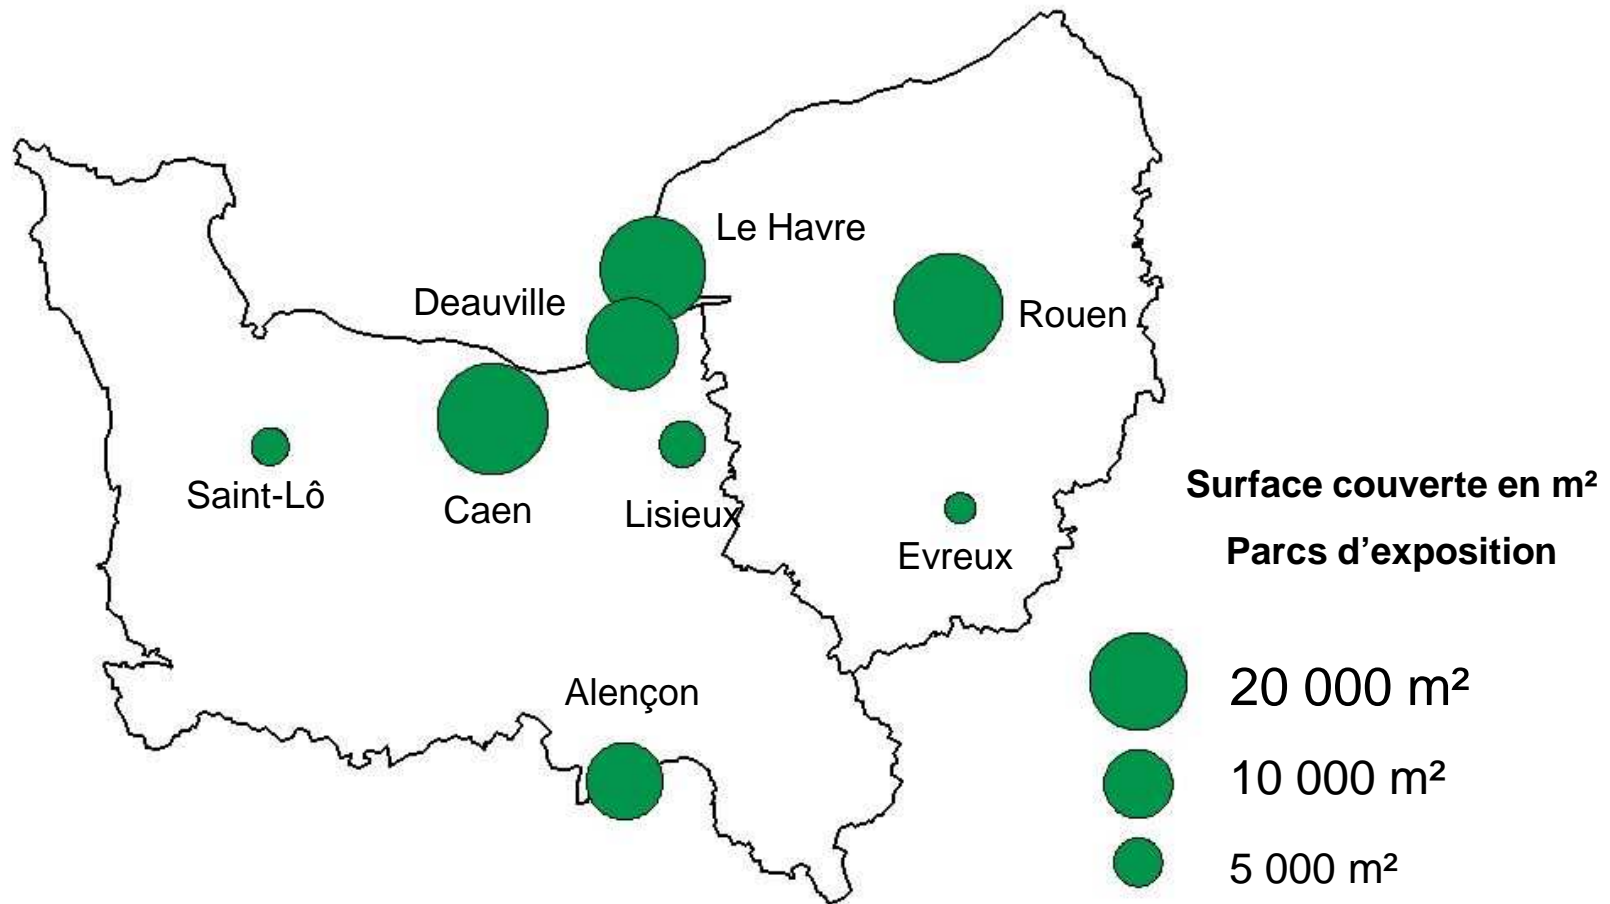 Le Havre
Deauville
Rouen
Saint-Lô
Caen
Lisieux
Evreux
Alençon
Surface couverte en m²
Parcs d’exposition
20 000 m²
10 000 m²
5 000 m²